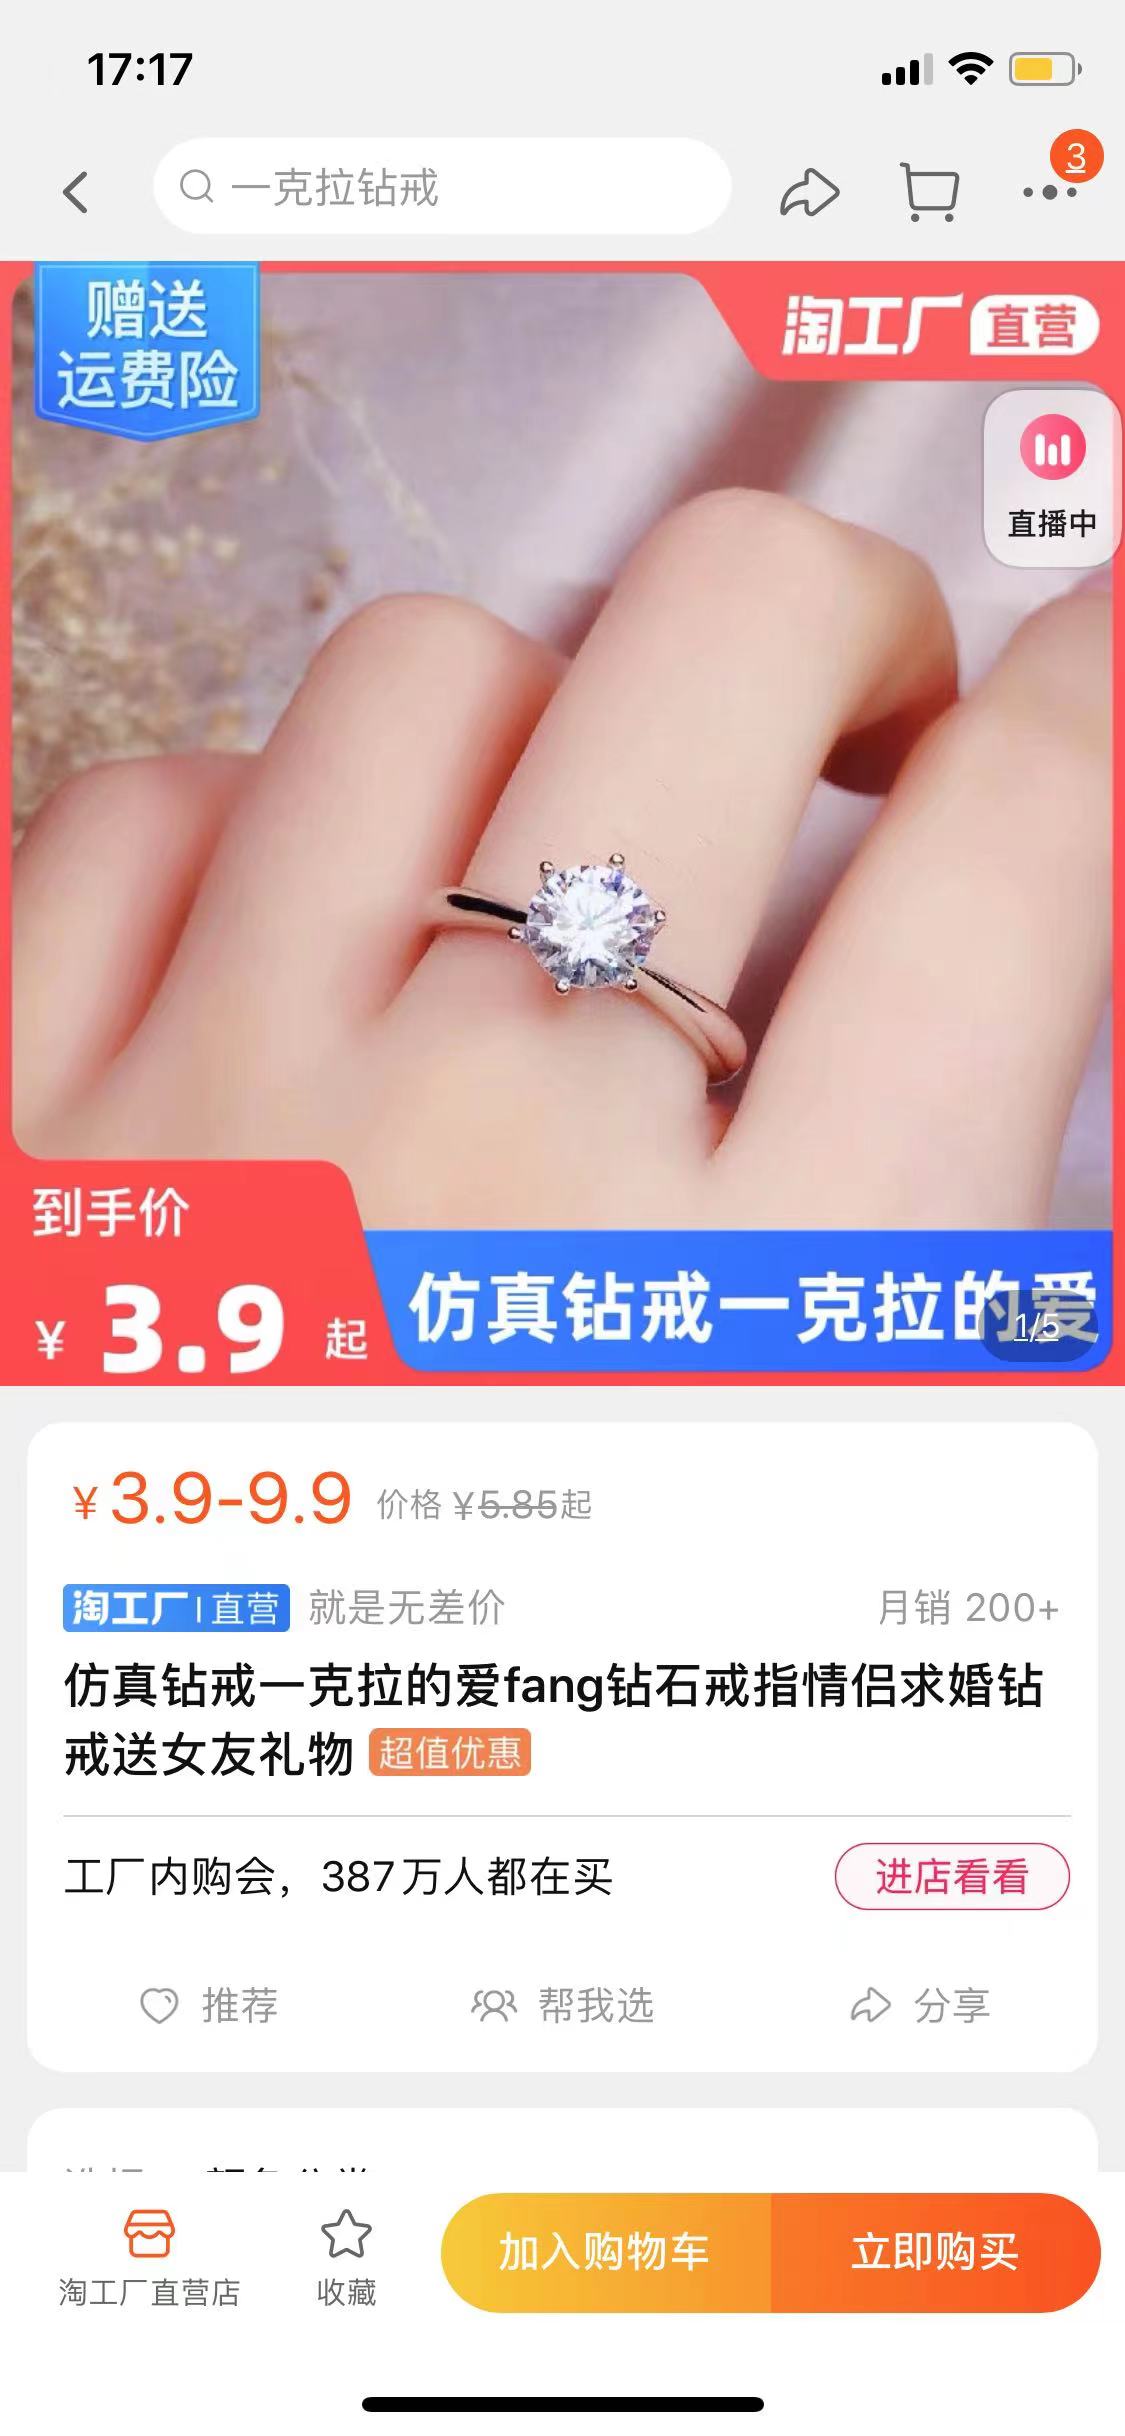 17:17
一克拉钻戒
3
赠送
运费险
淘工厂 直营
直播中
到手价
¥ 3.9 起
仿真钻戒一克拉的爱
1/5
¥3.9-9.9 价格 ¥5.85起
淘工厂 | 直营 就是无差价 月销 200+
仿真钻戒一克拉的爱fang钻石戒指情侣求婚钻
戒送女友礼物 超值优惠
工厂内购会，387万人都在买 进店看看
推荐 帮我选 分享
淘工厂直营店 收藏 加入购物车 立即购买